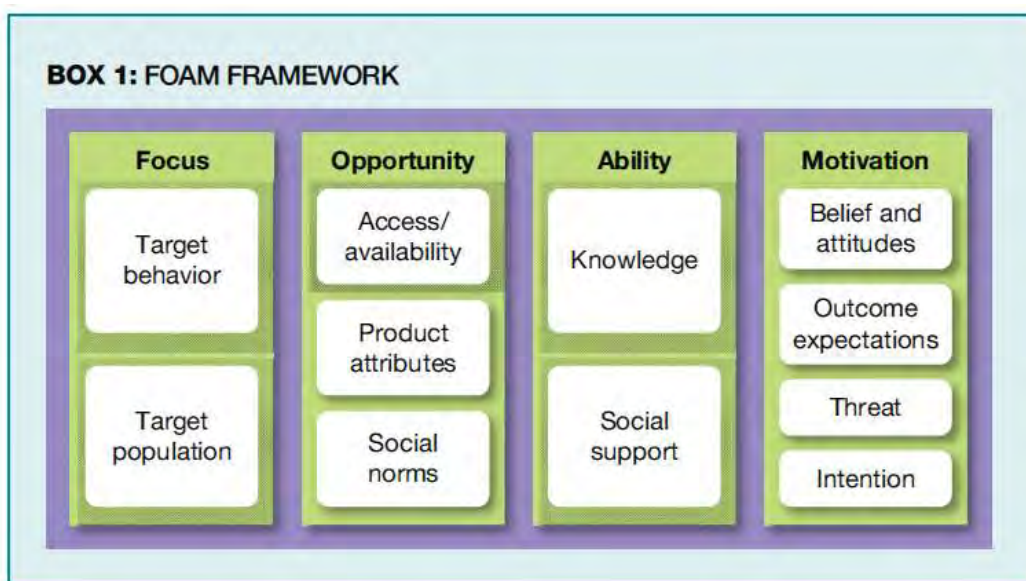 BOX 1: FOAM FRAMEWORK
Focus
Target
behavior
Target
population
Opportunity
Access/
availability
Product
attributes
Social
norms
Ability
Knowledge
Social
support
Motivation
Belief and
attitudes
Outcome
expectations
Threat
Intention